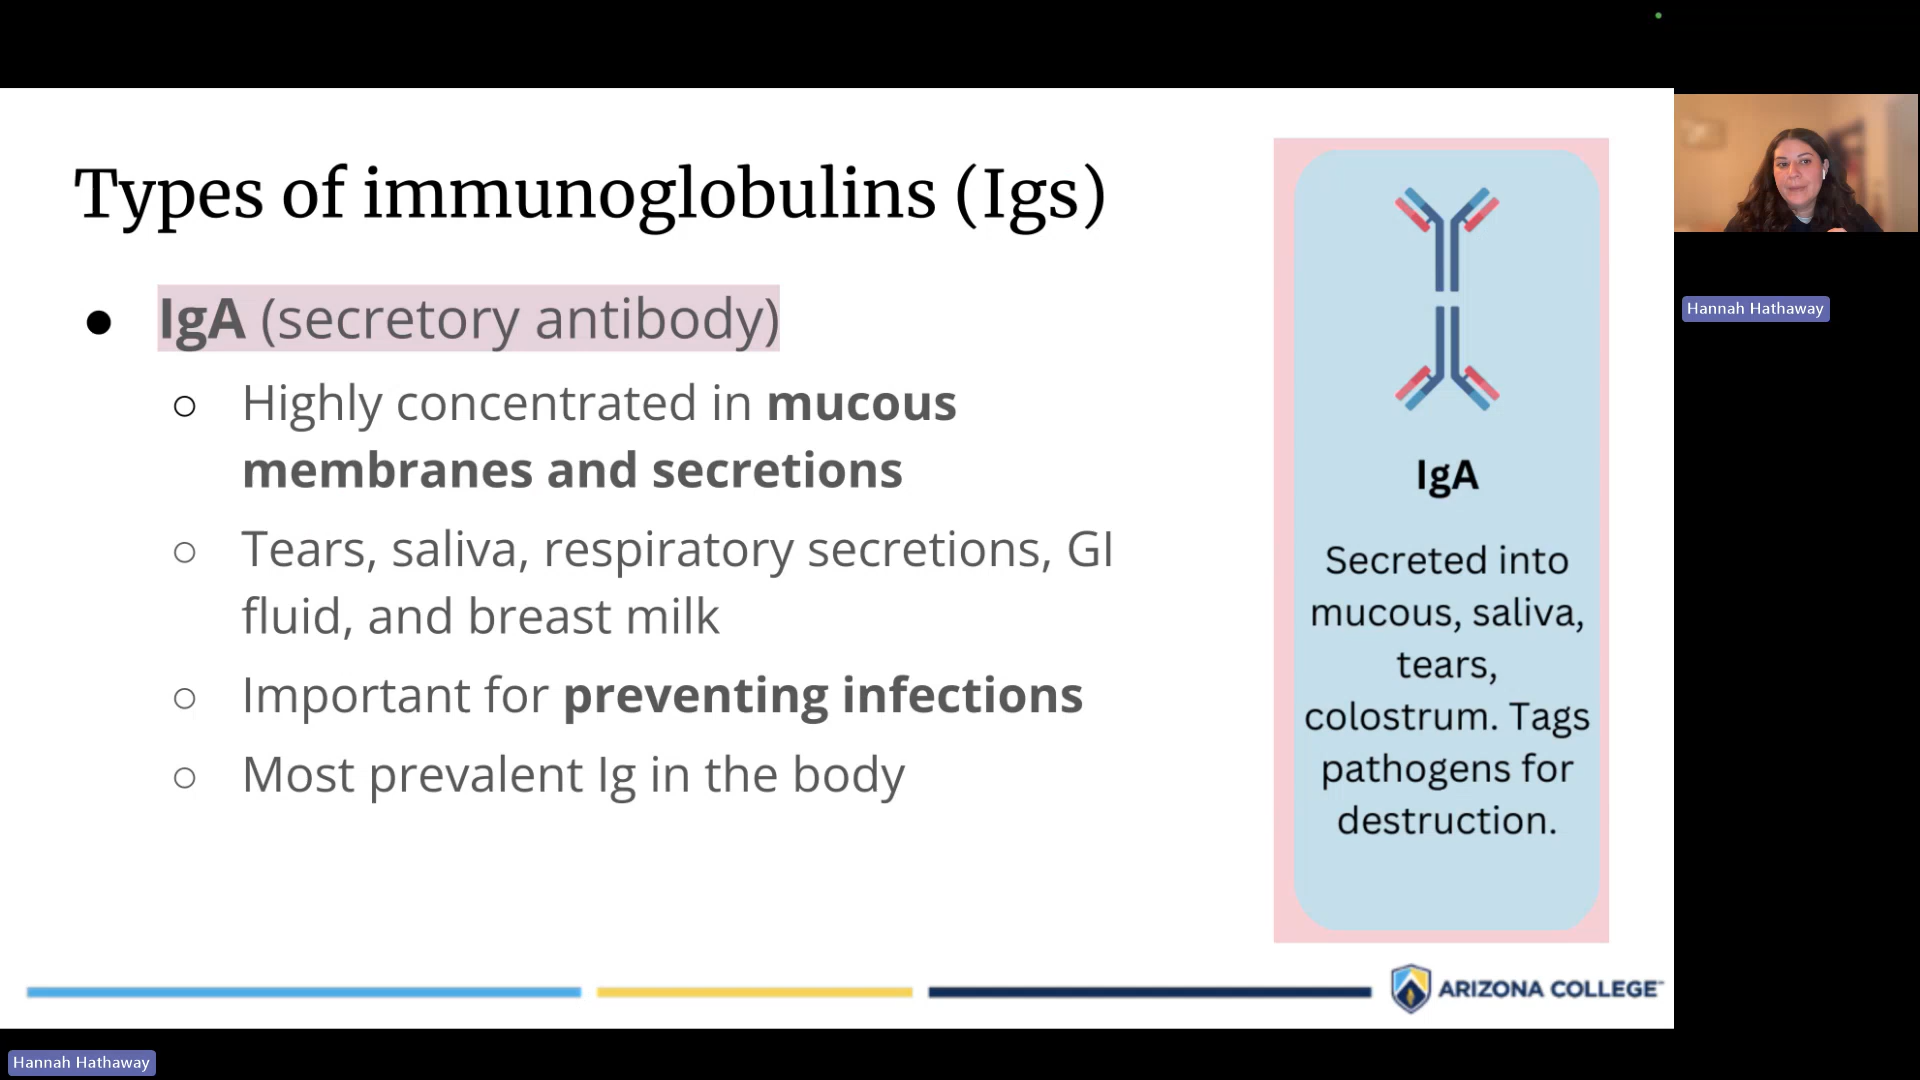 Types of immunoglobulins (Igs)
● IgA (secretory antibody)
○ Highly concentrated in mucous
membranes and secretions
○ Tears, saliva, respiratory secretions, GI
fluid, and breast milk
○ Important for preventing infections
○ Most prevalent Ig in the body
IgA
Secreted into
mucous, saliva,
tears,
colostrum. Tags
pathogens for
destruction.
ARIZONA COLLEGE
Hannah Hathaway
Hannah Hathaway